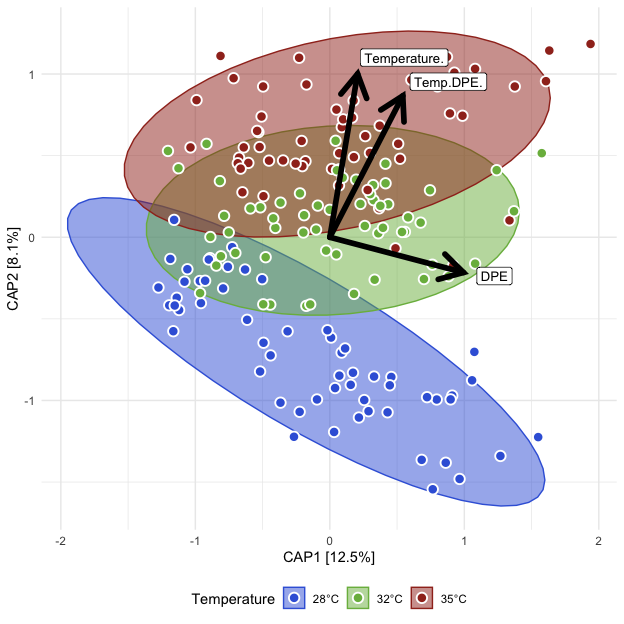 Temperature.
Temp.DPE.
DPE
1
0
-1
-2
-1
0
1
2
CAP2 [8.1%]
CAP1 [12.5%]
Temperature
28°C
32°C
35°C